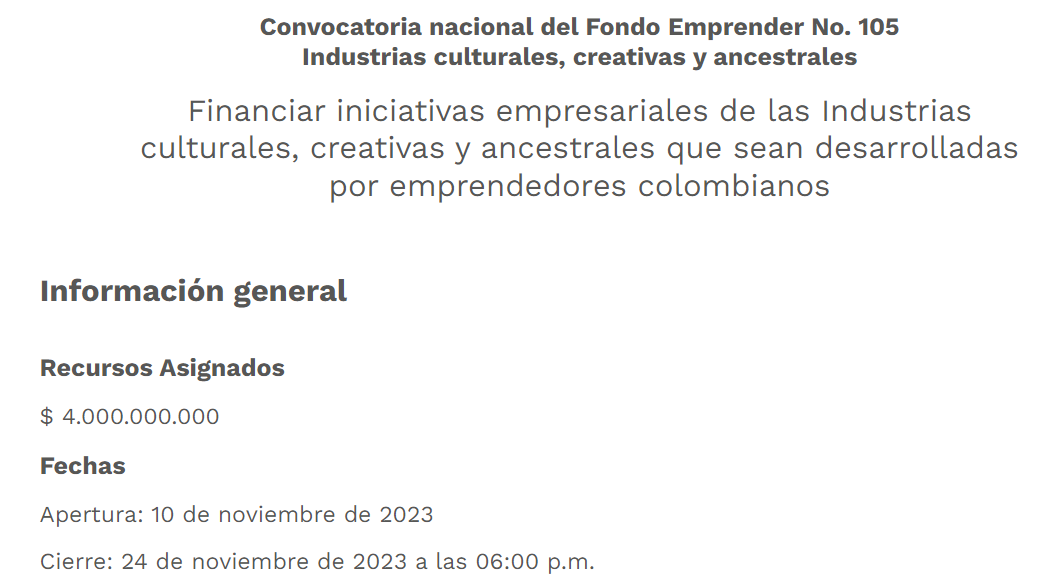 Convocatoria nacional del Fondo Emprender No. 105
Industrias culturales, creativas y ancestrales
Financiar iniciativas empresariales de las Industrias
culturales, creativas y ancestrales que sean desarrolladas
por emprendedores colombianos
Información general
Recursos Asignados
$ 4.000.000.000
Fechas
Apertura: 10 de noviembre de 2023
Cierre: 24 de noviembre de 2023 a las 06:00 p.m.